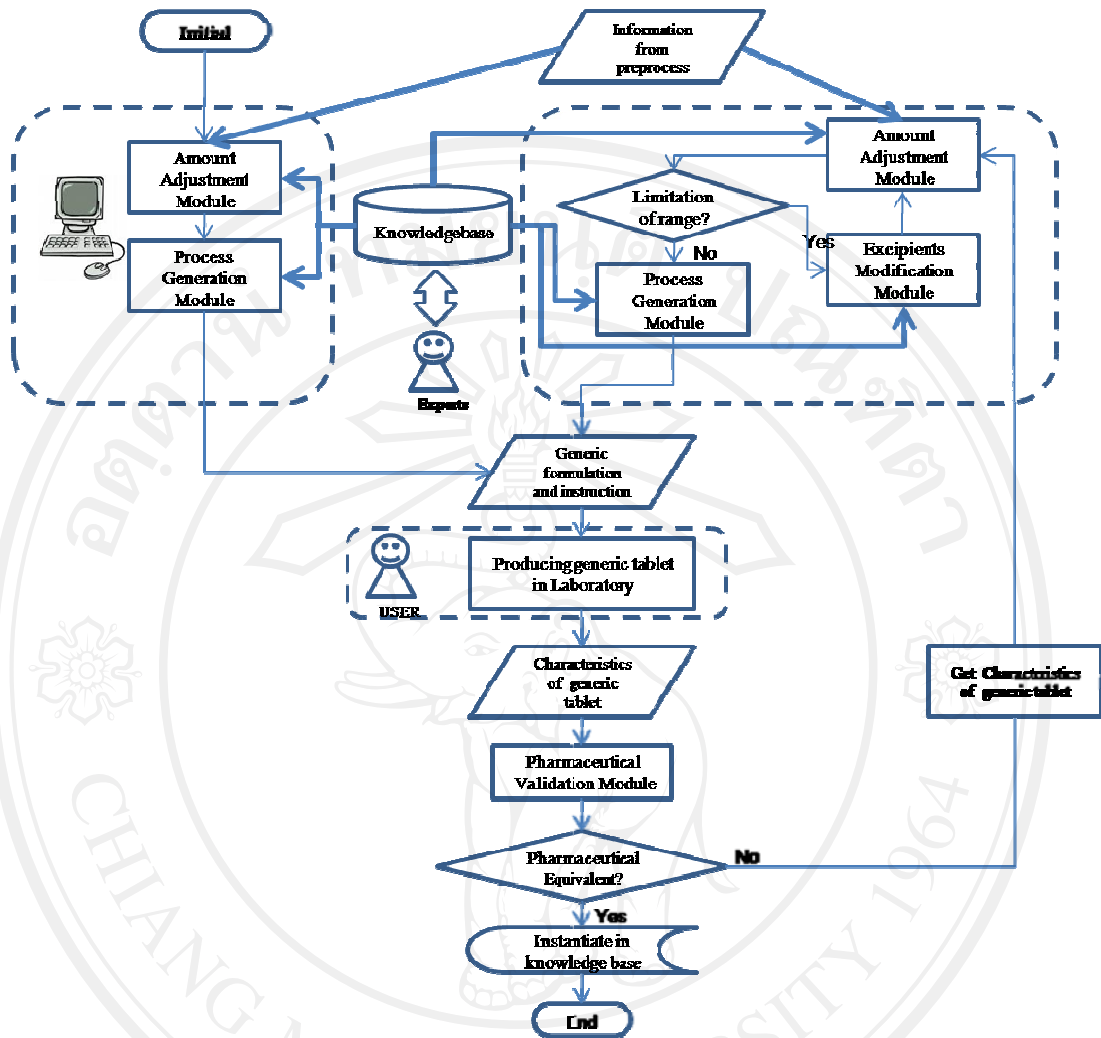 Initial
Information
from
preprocess
Amount
Adjustment
Module
Process
Generation
Module
Knowledgebase
Experts
Amount
Adjustment
Module
Limitation
of range?
Yes
No
Excipients
Modification
Module
Process
Generation
Module
Generic
formulation
and instruction
Producing generic tablet
in Laboratory
USER
Characteristics
of generic
tablet
Get Characteristics
of generic tablet
Pharmaceutical
Validation Module
Pharmaceutical
Equivalent?
No
Yes
Instantiate in
knowledge base
End
CHIANG M
SITY 1964